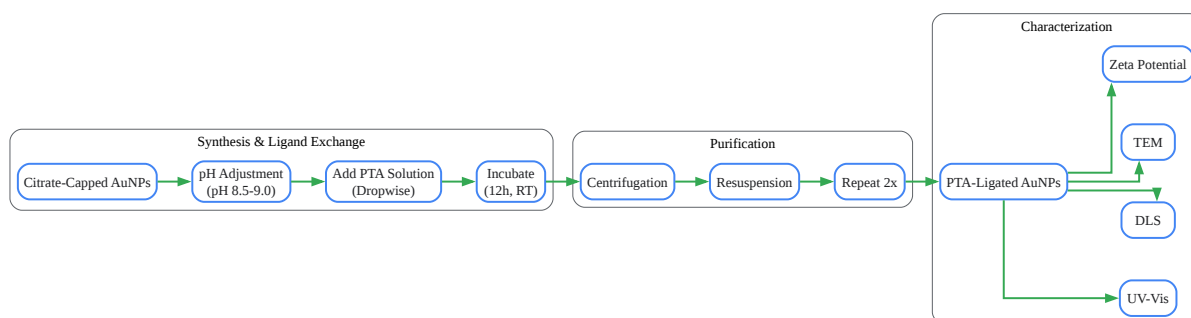 Characterization
Zeta Potential
Synthesis & Ligand Exchange
Purification
TEM
Citrate-Capped AuNPs
pH Adjustment
(pH 8.5-9.0)
Add PTA Solution
(Dropwise)
Incubate
(12h, RT)
Centrifugation
Resuspension
Repeat 2x
PTA-Ligated AuNPs
DLS
UV-Vis